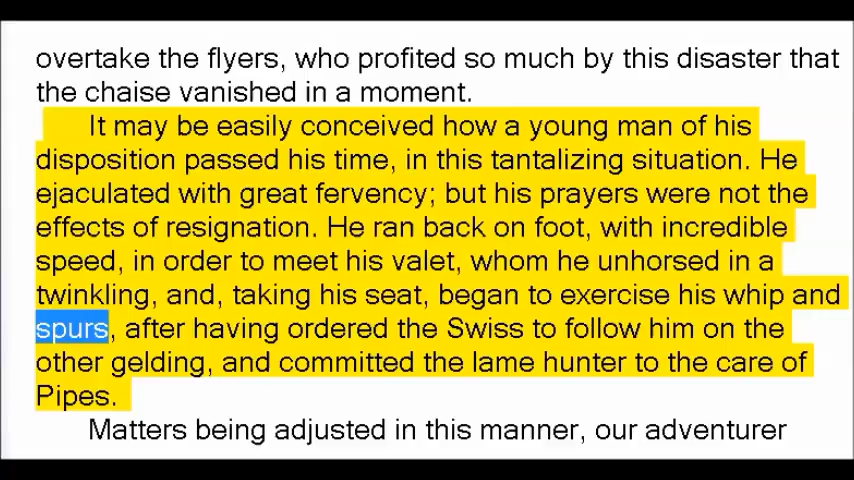 overtake the flyers, who profited so much by this disaster that
the chaise vanished in a moment.
It may be easily conceived how a young man of his
disposition passed his time, in this tantalizing situation. He
ejaculated with great fervency; but his prayers were not the
effects of resignation. He ran back on foot, with incredible
speed, in order to meet his valet, whom he unhorsed in a
twinkling, and, taking his seat, began to exercise his whip and
spurs, after having ordered the Swiss to follow him on the
other gelding, and committed the lame hunter to the care of
Pipes.
Matters being adjusted in this manner, our adventurer